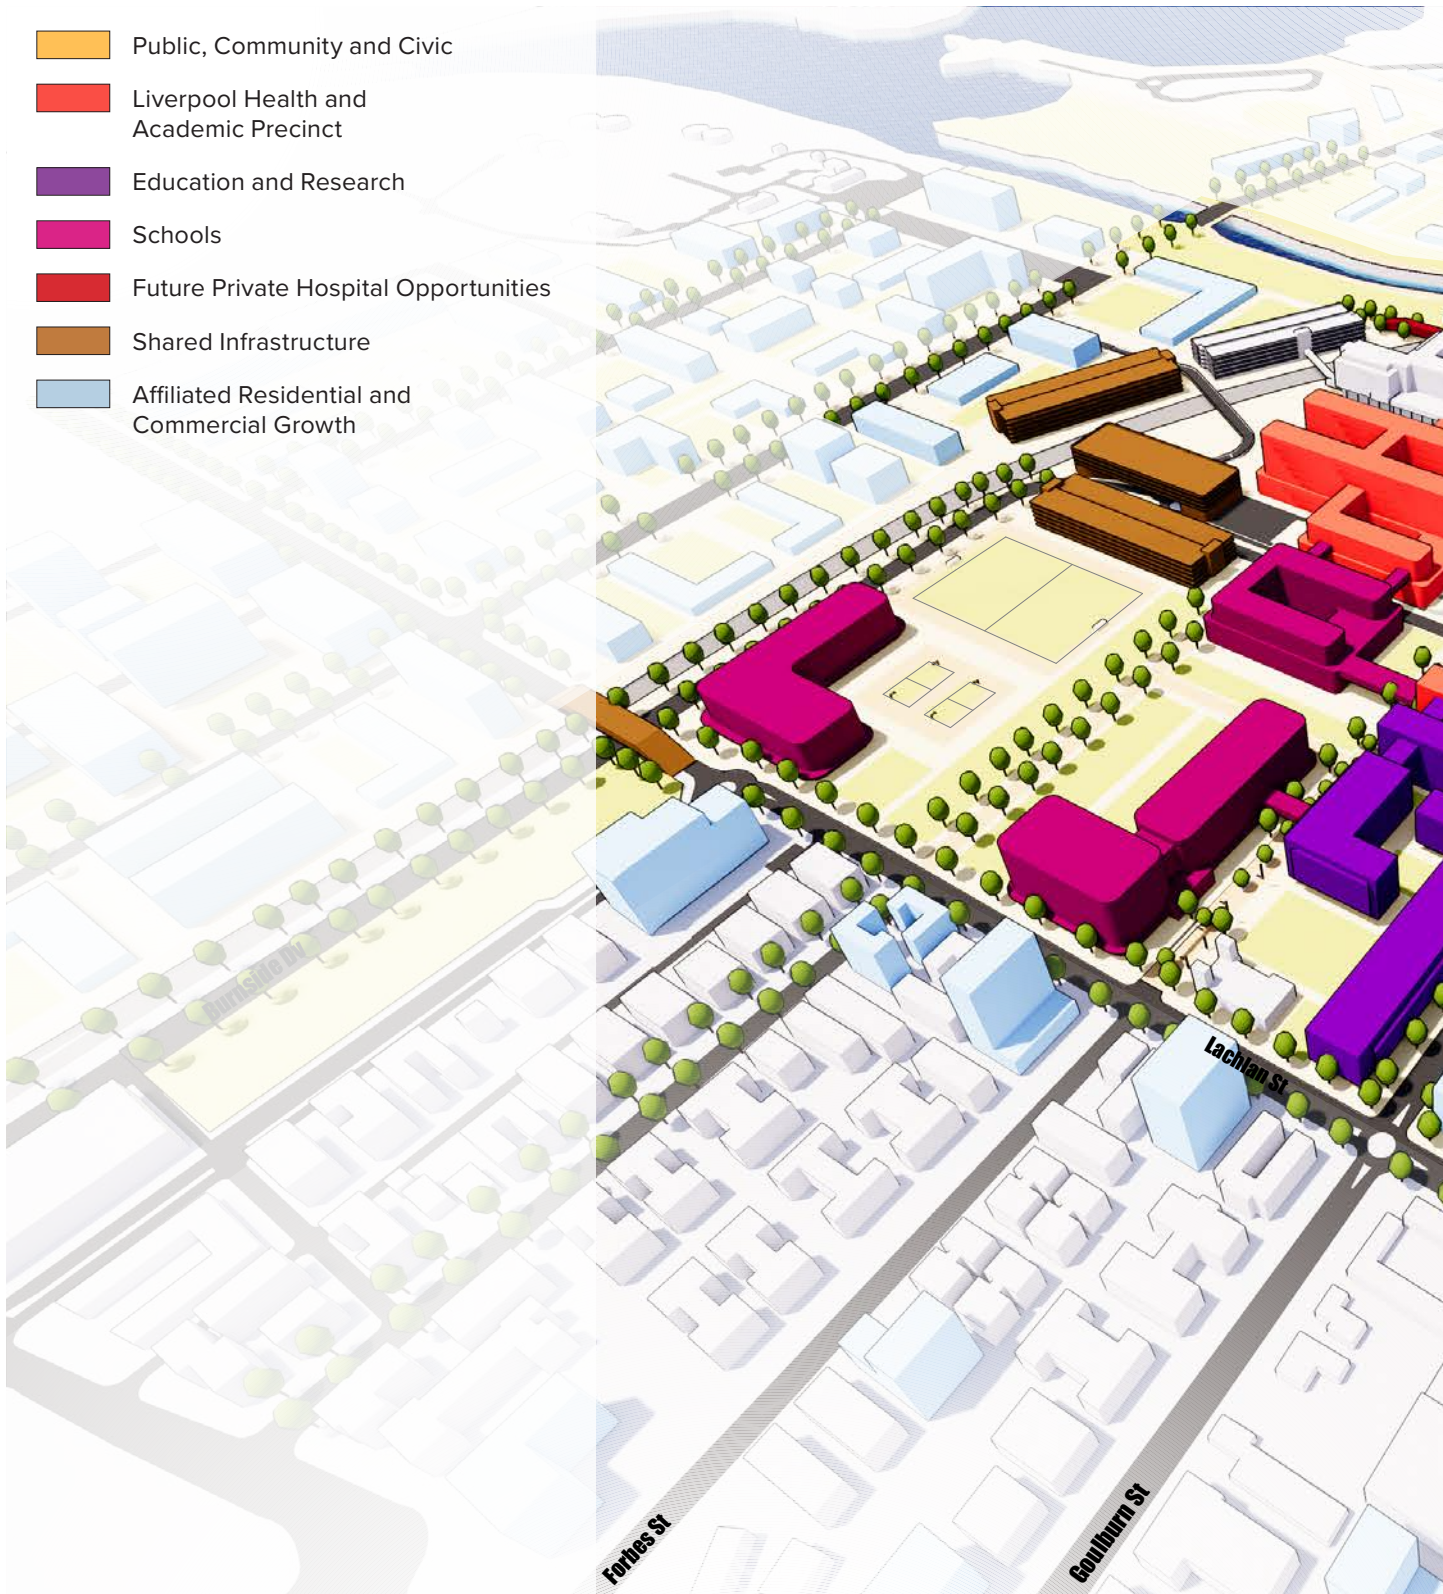 Public, Community and Civic
Liverpool Health and
Academic Precinct
Education and Research
Schools
Future Private Hospital Opportunities
Shared Infrastructure
Affiliated Residential and
Commercial Growth
Burnside Dv
Lachlan St
Forbes St
Goulburn St